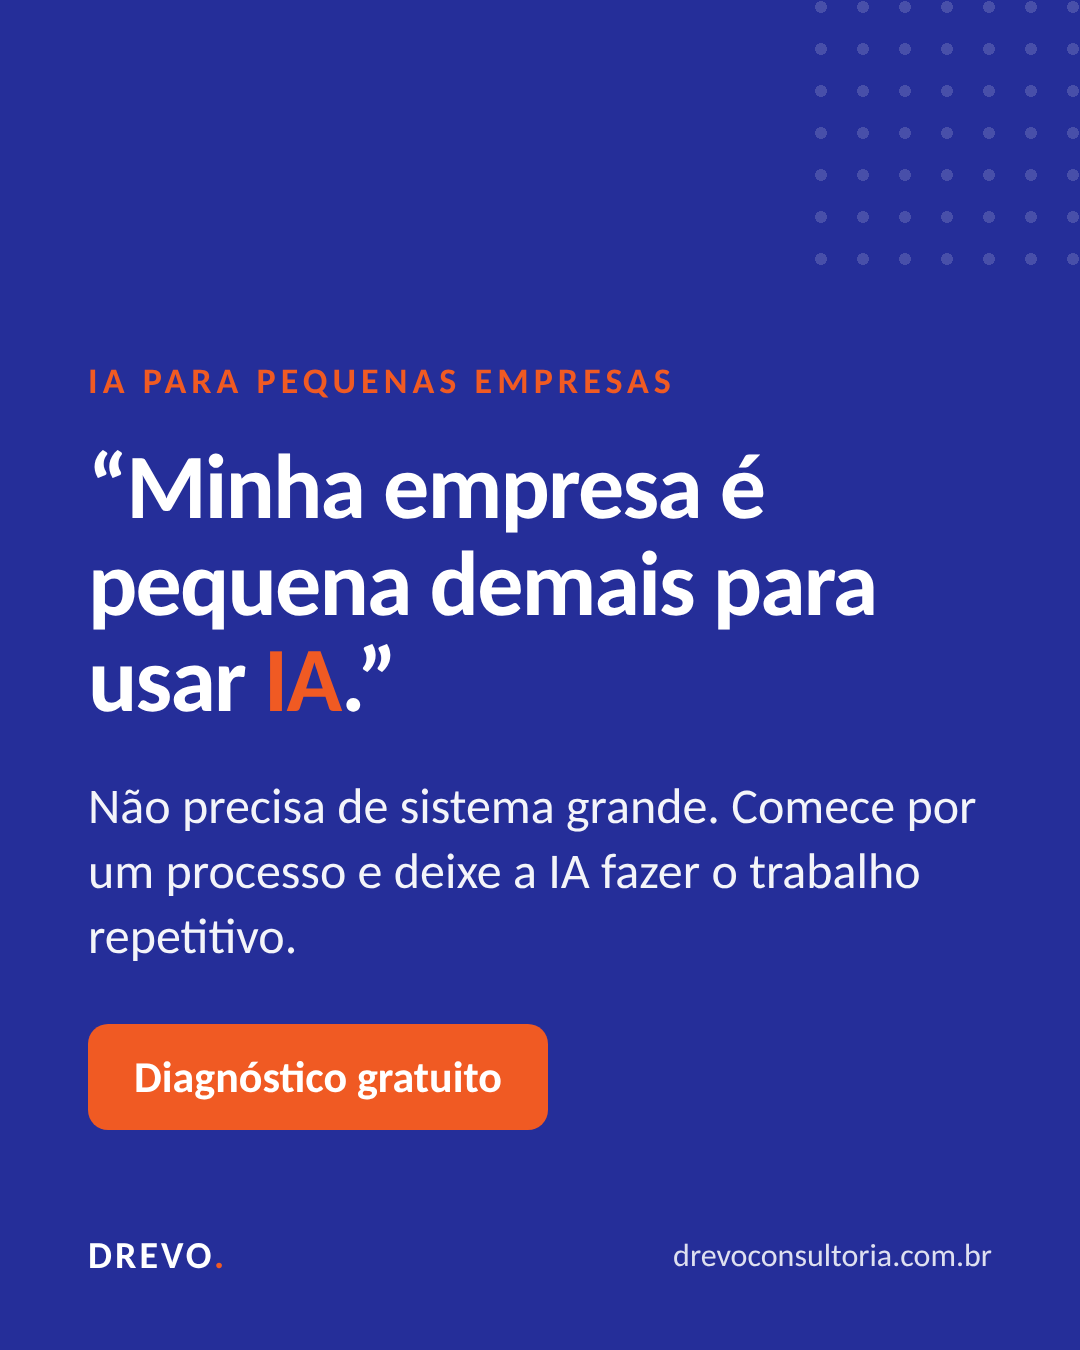 IA PARA PEQUENAS EMPRESAS
“Minha empresa é
pequena demais para
usar IA.”
Não precisa de sistema grande. Comece por
um processo e deixe a IA fazer o trabalho
repetitivo.
Diagnóstico gratuito
DREVO.
drevoconsultoria.com.br